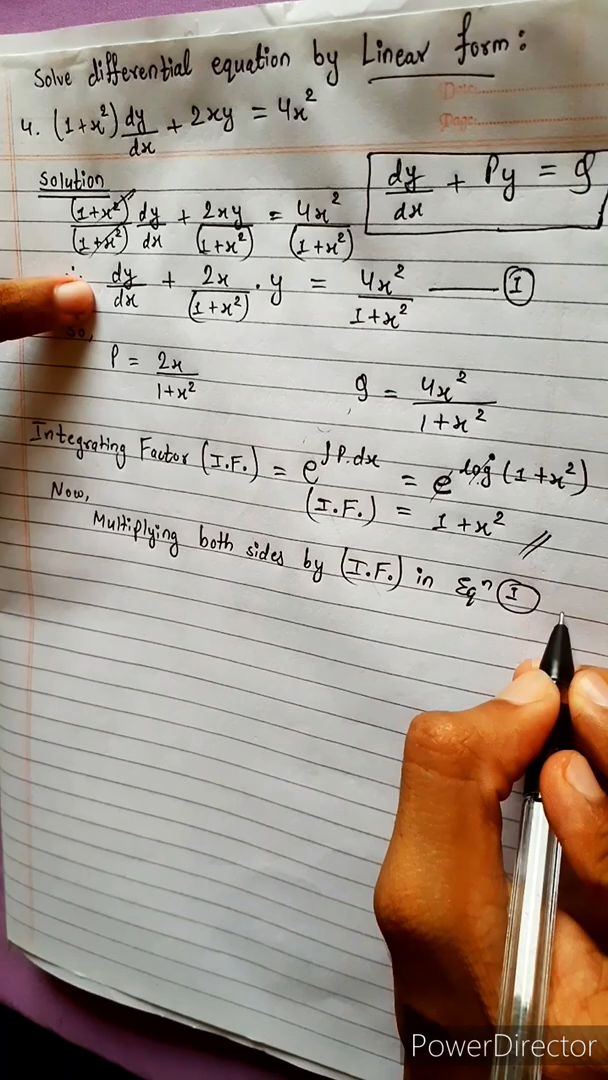 Solve differential equation by Linear form:
Date:
Page:
4. (1+x²) dy/dx + 2xy = 4x²
Solution
dy/dx + Py = Q
(1+x²)/(1+x²) dy/dx + 2xy/(1+x²) = 4x²/(1+x²)
∴ dy/dx + 2x/(1+x²) . y = 4x²/1+x² —— I
So,
P = 2x/1+x² Q = 4x²/1+x²
Integrating Factor (I.F.) = e^∫P.dx = e^log(1+x²)
(I.F.) = 1+x² //
Now,
Multiplying both sides by (I.F.) in Eqⁿ I
PowerDirector